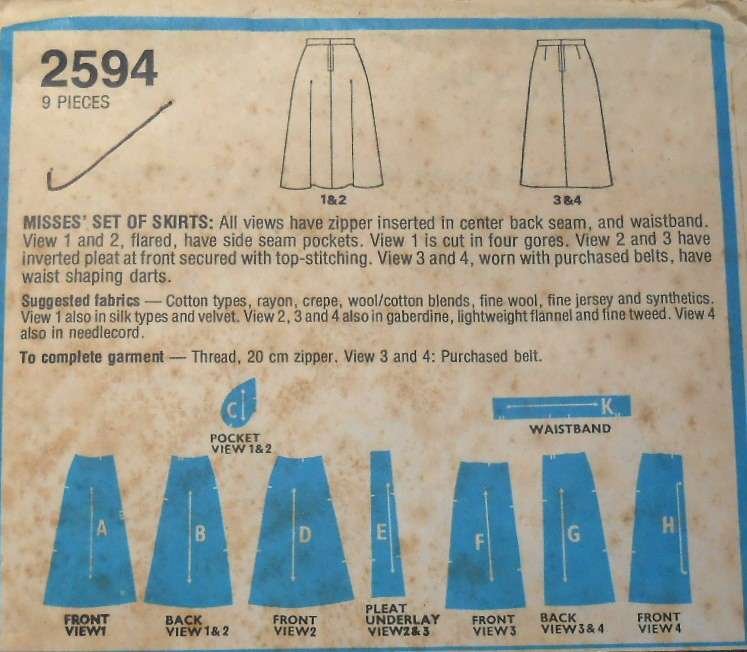 2594
9 PIECES
1&2
3&4
MISSES' SET OF SKIRTS: All views have zipper inserted in center back seam, and waistband.
View 1 and 2, flared, have side seam pockets. View 1 is cut in four gores. View 2 and 3 have
inverted pleat at front secured with top-stitching. View 3 and 4, worn with purchased belts, have
waist shaping darts.
Suggested fabrics — Cotton types, rayon, crepe, wool/cotton blends, fine wool, fine jersey and synthetics.
View 1 also in silk types and velvet. View 2, 3 and 4 also in gaberdine, lightweight flannel and fine tweed. View 4
also in needlecord.
To complete garment — Thread, 20 cm zipper. View 3 and 4: Purchased belt.
C
POCKET
VIEW 1&2
K
WAISTBAND
A
FRONT
VIEW1
B
BACK
VIEW 1&2
D
FRONT
VIEW2
E
PLEAT
UNDERLAY
VIEW2&3
F
FRONT
VIEW3
G
BACK
VIEW3&4
H
FRONT
VIEW 4